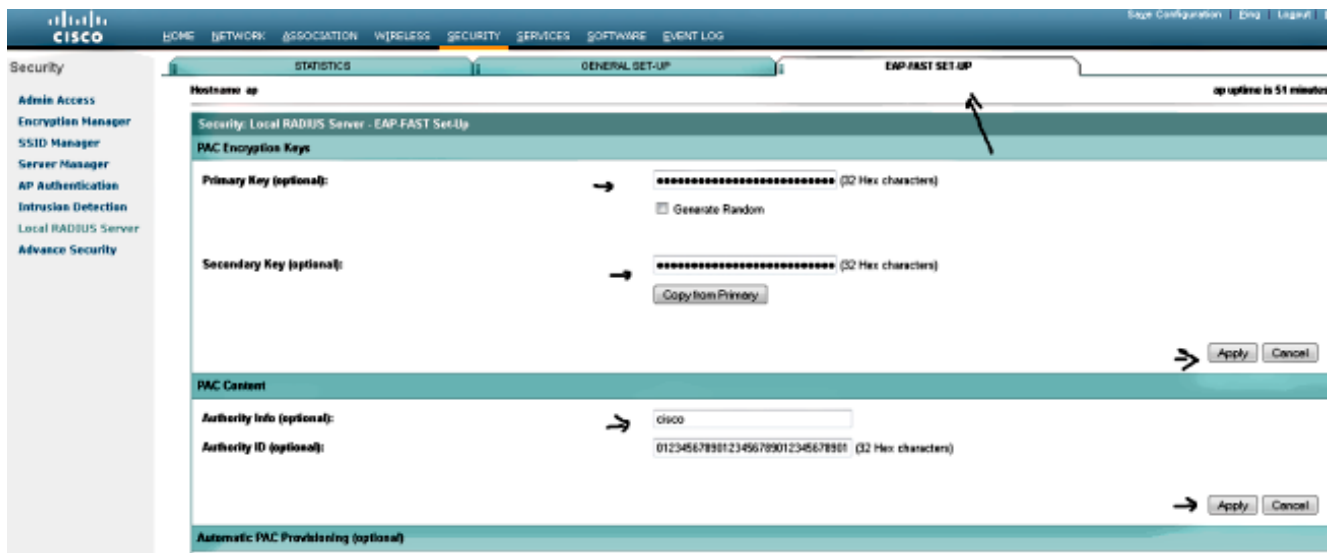 Save Configuration | Ping | Logout |
CISCO
HOME NETWORK ASSOCIATION WIRELESS SECURITY SERVICES SOFTWARE EVENT LOG
Security
STATISTICS GENERAL SET-UP EAP-FAST SET-UP
Hostname ap ap uptime is 51 minutes
Admin Access
Encryption Manager
SSID Manager
Server Manager
AP Authentication
Intrusion Detection
Local RADIUS Server
Advance Security
Security: Local RADIUS Server - EAP-FAST Set-Up
PAC Encryption Keys
Primary Key (optional): (32 Hex characters)
Generate Random
Secondary Key (optional): (32 Hex characters)
Copy from Primary
Apply Cancel
PAC Content
Authority Info (optional): cisco
Authority ID (optional): 01234567890123456789012345678901 (32 Hex characters)
Apply Cancel
Automatic PAC Provisioning (optional)